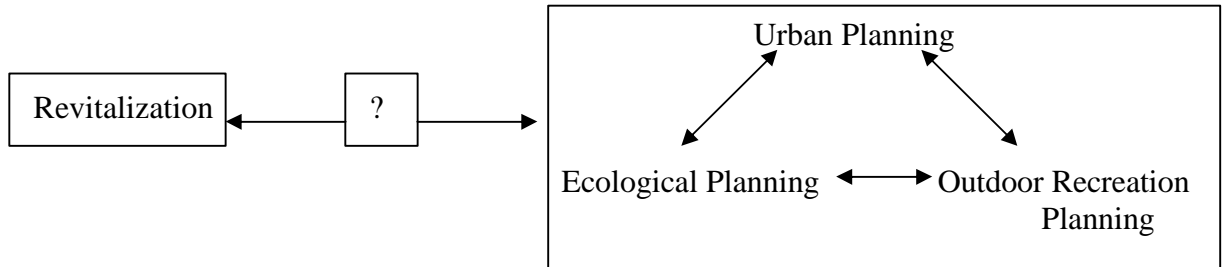 Urban Planning
Revitalization
?
Ecological Planning
Outdoor Recreation
Planning